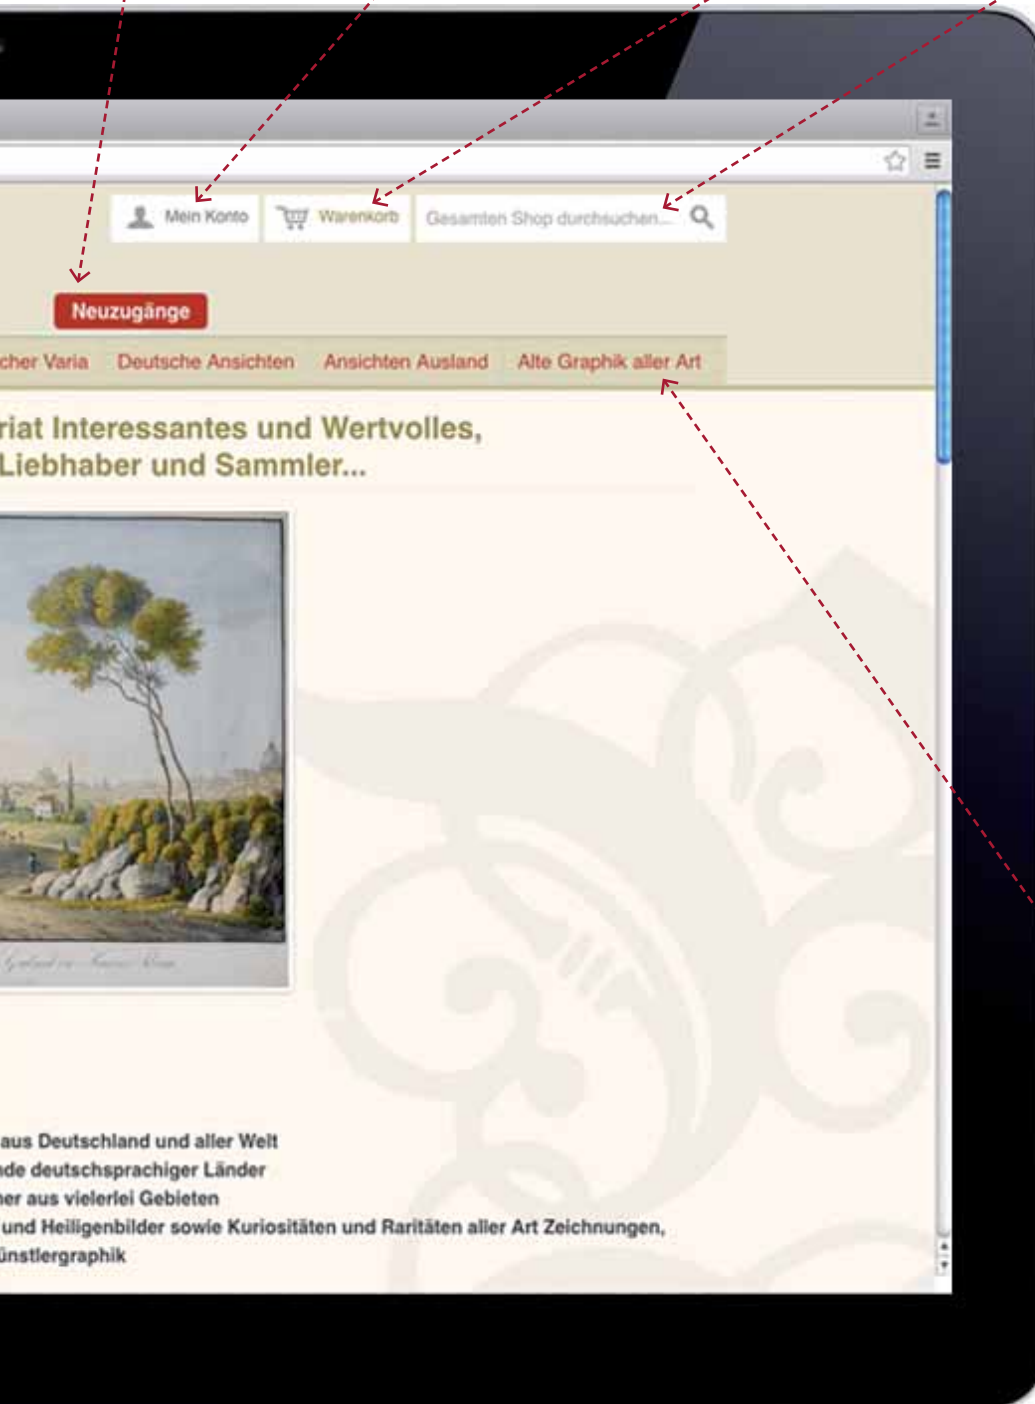 Mein Konto
Warenkorb
Gesamten Shop durchsuchen...
Neuzugänge
cher Varia Deutsche Ansichten Ansichten Ausland Alte Graphik aller Art
riat Interessantes und Wertvolles,
Liebhaber und Sammler...
aus Deutschland und aller Welt
nde deutschsprachiger Länder
her aus vielerlei Gebieten
und Heiligenbilder sowie Kuriositäten und Raritäten aller Art Zeichnungen,
ünstlergraphik